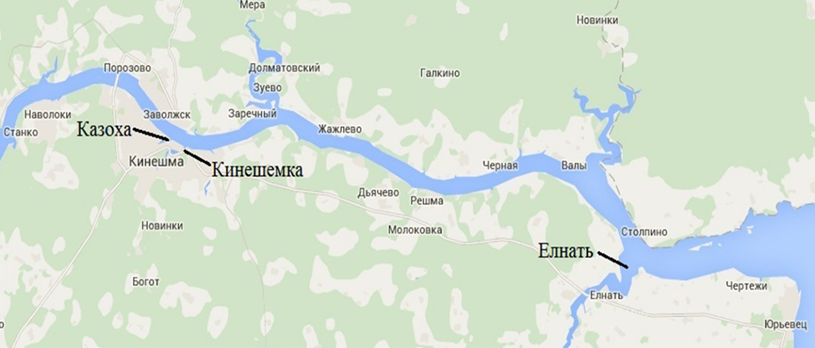 Мера
Новинки
Порозово
Долматовский
Галкино
Зуево
Наволоки
Заволжск
Заречный
Станко
Казоха
Жажлево
Кинешма
Кинешемка
Черная
Валы
Дьячево
Решма
Новинки
Молоковка
Столпино
Елнать
Богот
Елнать
Чертежи
Юрьевец